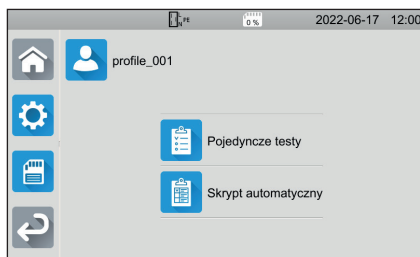 PE
N
0 %
2022-06-17 12:00
profile_001
Pojedyncze testy
Skrypt automatyczny